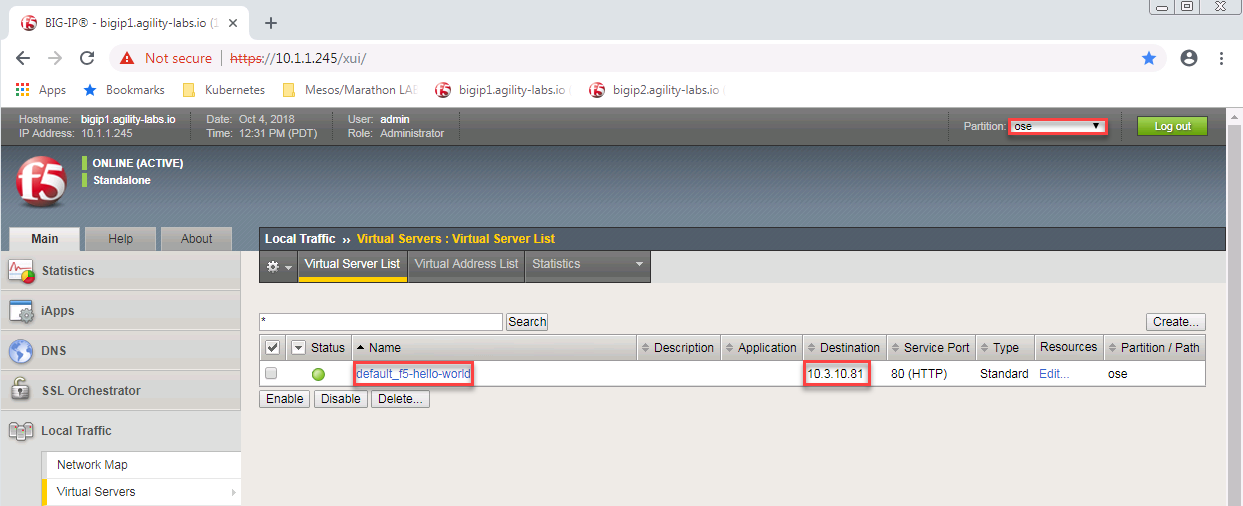 BIG-IP® - bigip1.agility-labs.io (1
Not secure https://10.1.1.245/xui/
Apps Bookmarks Kubernetes Mesos/Marathon LAB bigip1.agility-labs.io bigip2.agility-labs.io
Hostname: bigip1.agility-labs.io Date: Oct 4, 2018 User: admin
IP Address: 10.1.1.245 Time: 12:31 PM (PDT) Role: Administrator
Partition: ose Log out
f5
ONLINE (ACTIVE)
Standalone
Main Help About
Local Traffic ›› Virtual Servers : Virtual Server List
Virtual Server List Virtual Address List Statistics
Statistics
iApps
DNS
SSL Orchestrator
Local Traffic
Network Map
Virtual Servers
* Search Create...
Status Name Description Application Destination Service Port Type Resources Partition / Path
default_f5-hello-world 10.3.10.81 80 (HTTP) Standard Edit... ose
Enable Disable Delete...